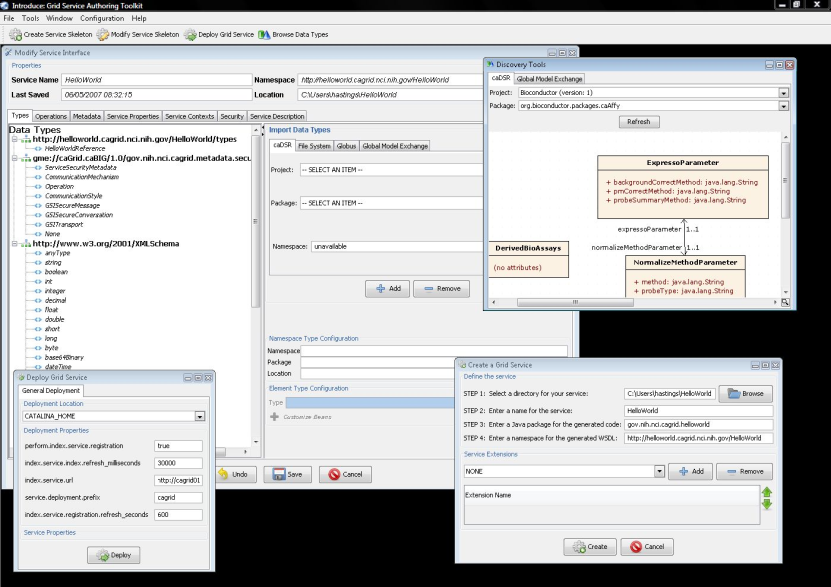 Introduce: Grid Service Authoring Toolkit
File Tools Window Configuration Help
Create Service Skeleton Modify Service Skeleton Deploy Grid Service Browse Data Types
Modify Service Interface
Properties
Service Name HelloWorld Namespace http://helloworld.cagrid.nci.nih.gov/HelloWorld
Last Saved 06/05/2007 08:32:15 Location C:\Users\hastings\HelloWorld
Types Operations Metadata Service Properties Service Contexts Security Service Description
Data Types
http://helloworld.cagrid.nci.nih.gov/HelloWorld/types
HelloWorldReference
gme://caGrid.caBIG/1.0/gov.nih.nci.cagrid.metadata.secu
ServiceSecurityMetadata
CommunicationMechanism
Operation
CommunicationStyle
GSISecureMessage
GSISecureConversation
GSITransport
None
http://www.w3.org/2001/XMLSchema
anyType
string
boolean
int
integer
decimal
float
double
short
long
byte
base64Binary
dateTime
Import Data Types
caDSR File System Globus Global Model Exchange
Project: -- SELECT AN ITEM --
Package: -- SELECT AN ITEM --
Namespace: unavailable
Add Remove
Namespace Type Configuration
Namespace
Package
Location
Element Type Configuration
Type
Customize Beans
Undo Save Cancel
Discovery Tools
caDSR Global Model Exchange
Project: Bioconductor (version: 1)
Package: org.bioconductor.packages.caAffy
Refresh
ExpressoParameter
+ backgroundCorrectMethod: java.lang.String
+ pmCorrectMethod: java.lang.String
+ probeSummaryMethod: java.lang.String
expressoParameter 1..1
normalizeMethodParameter 1..1
DerivedBioAssays
(no attributes)
NormalizeMethodParameter
+ method: java.lang.String
+ probeType: java.lang.String
Deploy Grid Service
General Deployment
Deployment Location
CATALINA_HOME
Deployment Properties
perform.index.service.registration true
index.service.index.refresh_milliseconds 30000
index.service.url http://cagrid01
service.deployment.prefix cagrid
index.service.registration.refresh_seconds 600
Service Properties
Deploy
Create a Grid Service
Define the service
STEP 1: Select a directory for your service: C:\Users\hastings\HelloWorld Browse
STEP 2: Enter a name for the service: HelloWorld
STEP 3: Enter a Java package for the generated code: gov.nih.nci.cagrid.helloworld
STEP 4: Enter a namespace for the generated WSDL: http://helloworld.cagrid.nci.nih.gov/HelloWorld
Service Extensions
NONE Add Remove
Extension Name
Create Cancel